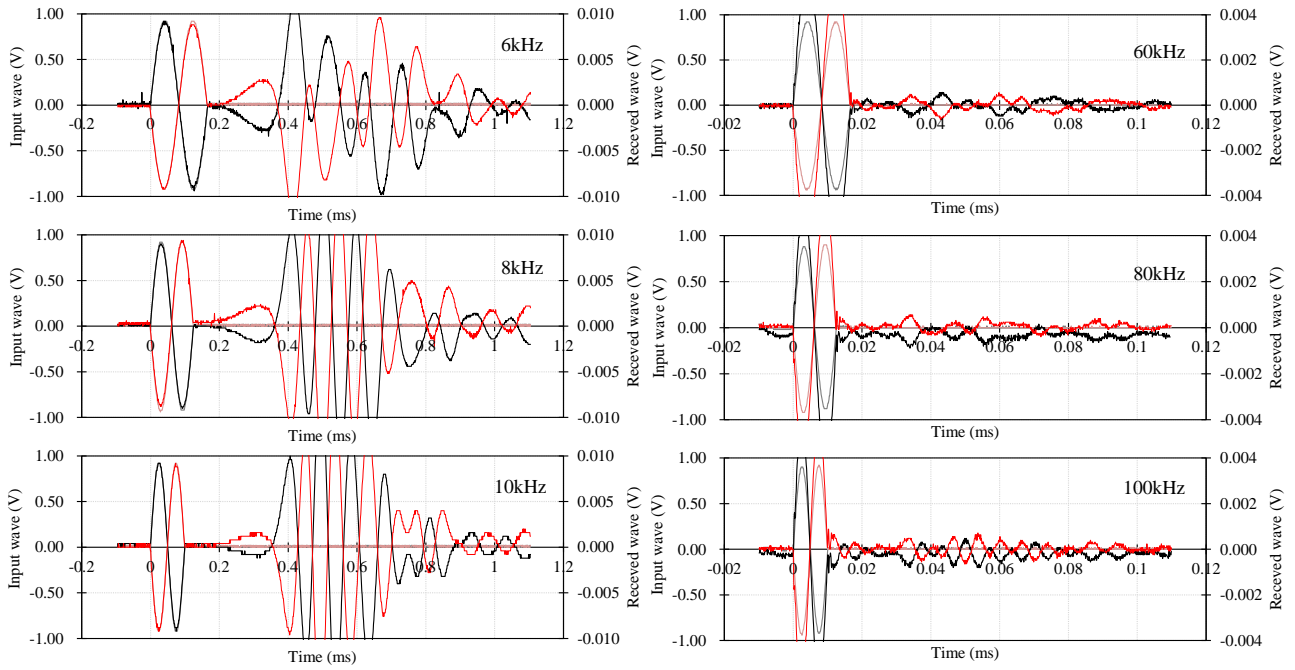 1.00 0.010
6kHz
0.50 0.005
0.00 0.000
-0.2 0 0.2 0.4 0.6 0.8 1 1.2
-0.50 -0.005
-1.00 -0.010
Input wave (V)
Receved wave (V)
Time (ms)
1.00 0.004
60kHz
0.50 0.002
0.00 0.000
-0.02 0 0.02 0.04 0.06 0.08 0.1 0.12
-0.50 -0.002
-1.00 -0.004
Input wave (V)
Receved wave (V)
Time (ms)
1.00 0.010
8kHz
0.50 0.005
0.00 0.000
-0.2 0 0.2 0.4 0.6 0.8 1 1.2
-0.50 -0.005
-1.00 -0.010
Input wave (V)
Receved wave (V)
Time (ms)
1.00 0.004
80kHz
0.50 0.002
0.00 0.000
-0.02 0 0.02 0.04 0.06 0.08 0.1 0.12
-0.50 -0.002
-1.00 -0.004
Input wave (V)
Receved wave (V)
Time (ms)
1.00 0.010
10kHz
0.50 0.005
0.00 0.000
-0.2 0 0.2 0.4 0.6 0.8 1 1.2
-0.50 -0.005
-1.00 -0.010
Input wave (V)
Receved wave (V)
Time (ms)
1.00 0.004
100kHz
0.50 0.002
0.00 0.000
-0.02 0 0.02 0.04 0.06 0.08 0.1 0.12
-0.50 -0.002
-1.00 -0.004
Input wave (V)
Receved wave (V)
Time (ms)